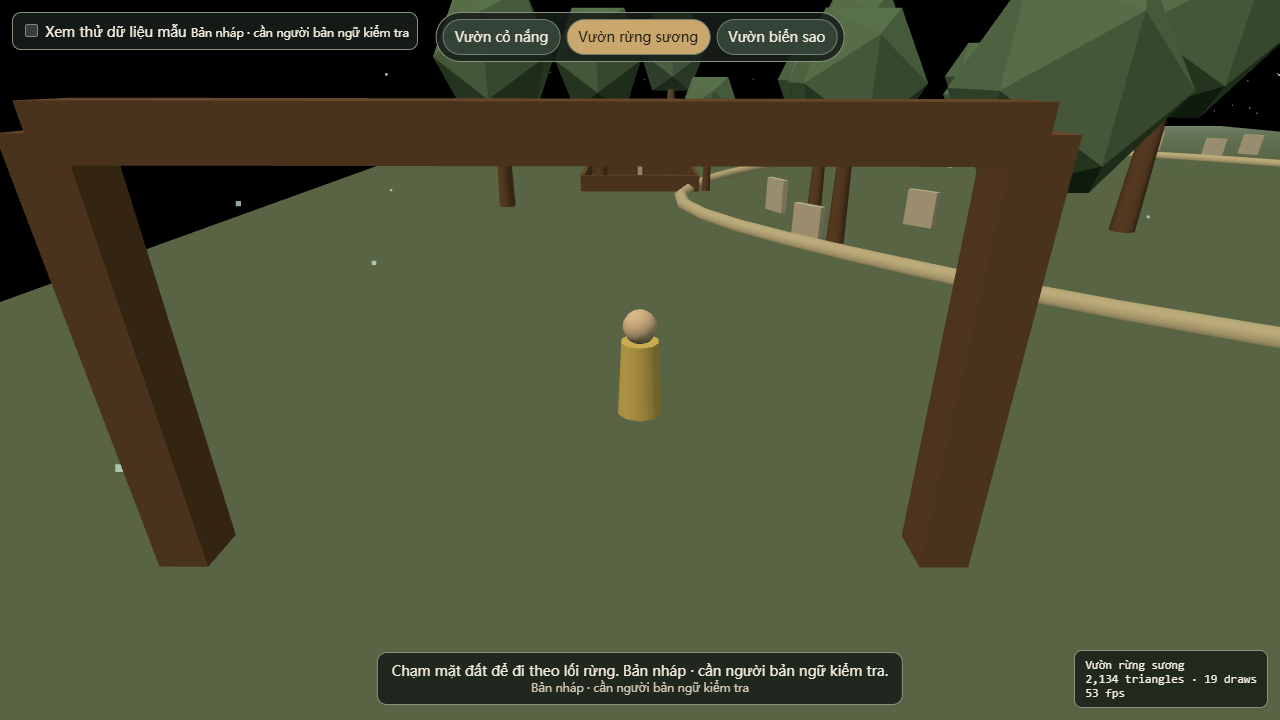 Xem thử dữ liệu mẫu Bản nháp · cần người bản ngữ kiểm tra
Vườn cỏ nắng
Vườn rừng sương
Vườn biển sao
Chạm mặt đất để đi theo lối rừng. Bản nháp · cần người bản ngữ kiểm tra.
Bản nháp · cần người bản ngữ kiểm tra
Vườn rừng sương
2,134 triangles · 19 draws
53 fps